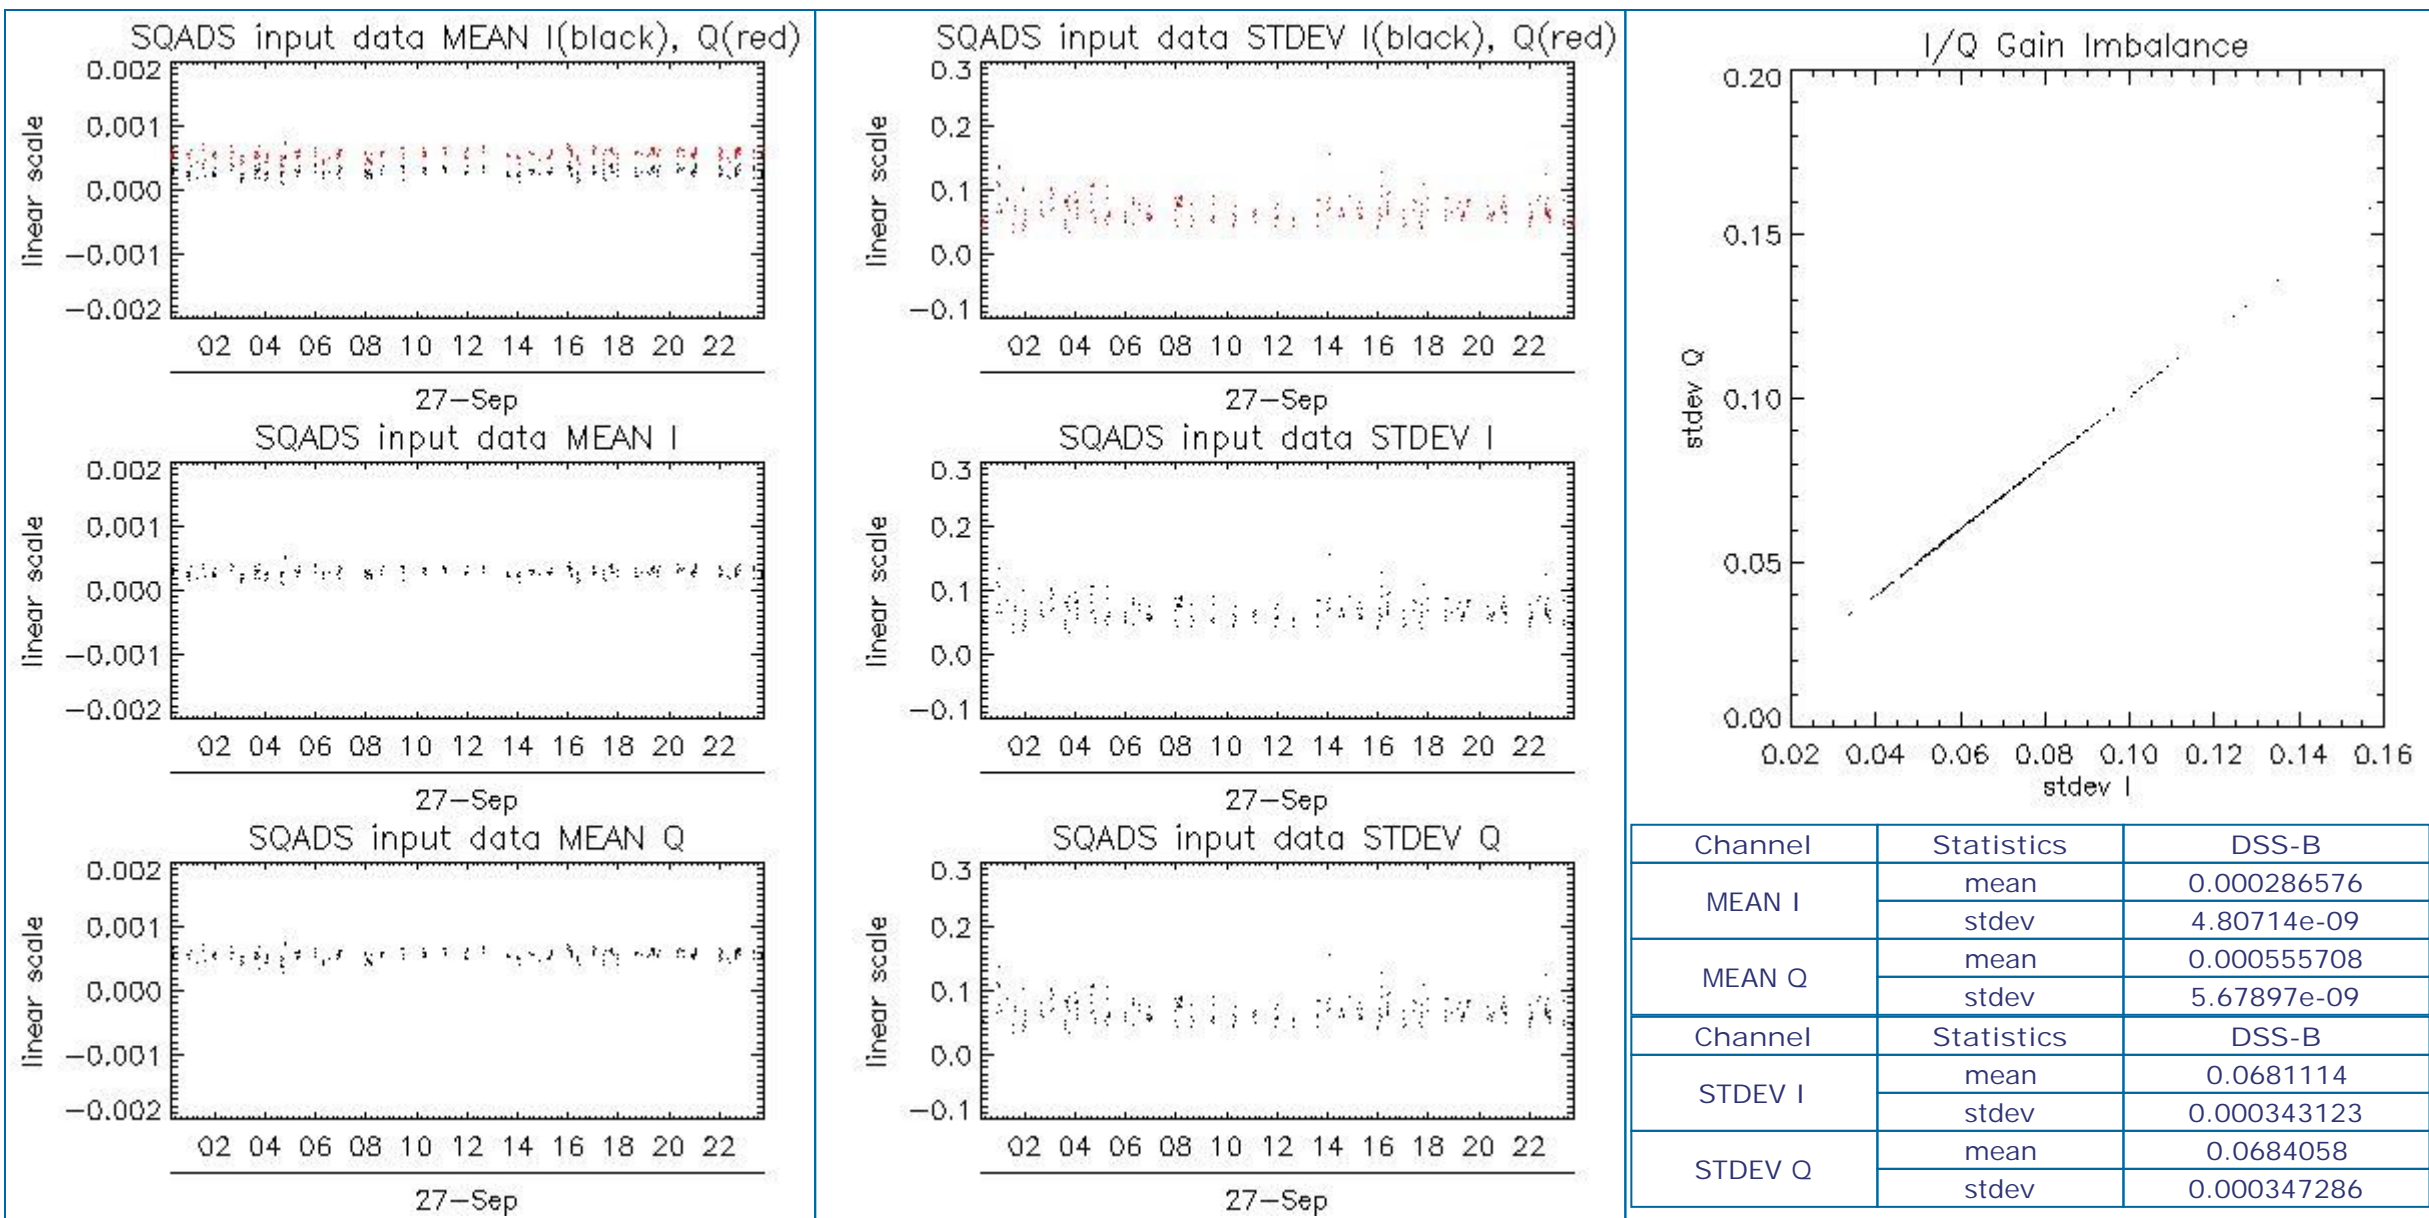 SQADS input data MEAN I(black), Q(red)
0.002
0.001
0.000
−0.001
−0.002
linear scale
02 04 06 08 10 12 14 16 18 20 22
27−Sep
SQADS input data MEAN I
0.002
0.001
0.000
−0.001
−0.002
linear scale
02 04 06 08 10 12 14 16 18 20 22
27−Sep
SQADS input data MEAN Q
0.002
0.001
0.000
−0.001
−0.002
linear scale
02 04 06 08 10 12 14 16 18 20 22
27−Sep
SQADS input data STDEV I(black), Q(red)
0.3
0.2
0.1
0.0
−0.1
linear scale
02 04 06 08 10 12 14 16 18 20 22
27−Sep
SQADS input data STDEV I
0.3
0.2
0.1
0.0
−0.1
linear scale
02 04 06 08 10 12 14 16 18 20 22
27−Sep
SQADS input data STDEV Q
0.3
0.2
0.1
0.0
−0.1
linear scale
02 04 06 08 10 12 14 16 18 20 22
27−Sep
I/Q Gain Imbalance
0.20
0.15
0.10
0.05
0.00
stdev Q
0.02 0.04 0.06 0.08 0.10 0.12 0.14 0.16
stdev I
Channel Statistics DSS-B
MEAN I mean 0.000286576
stdev 4.80714e-09
MEAN Q mean 0.000555708
stdev 5.67897e-09
Channel Statistics DSS-B
STDEV I mean 0.0681114
stdev 0.000343123
STDEV Q mean 0.0684058
stdev 0.000347286